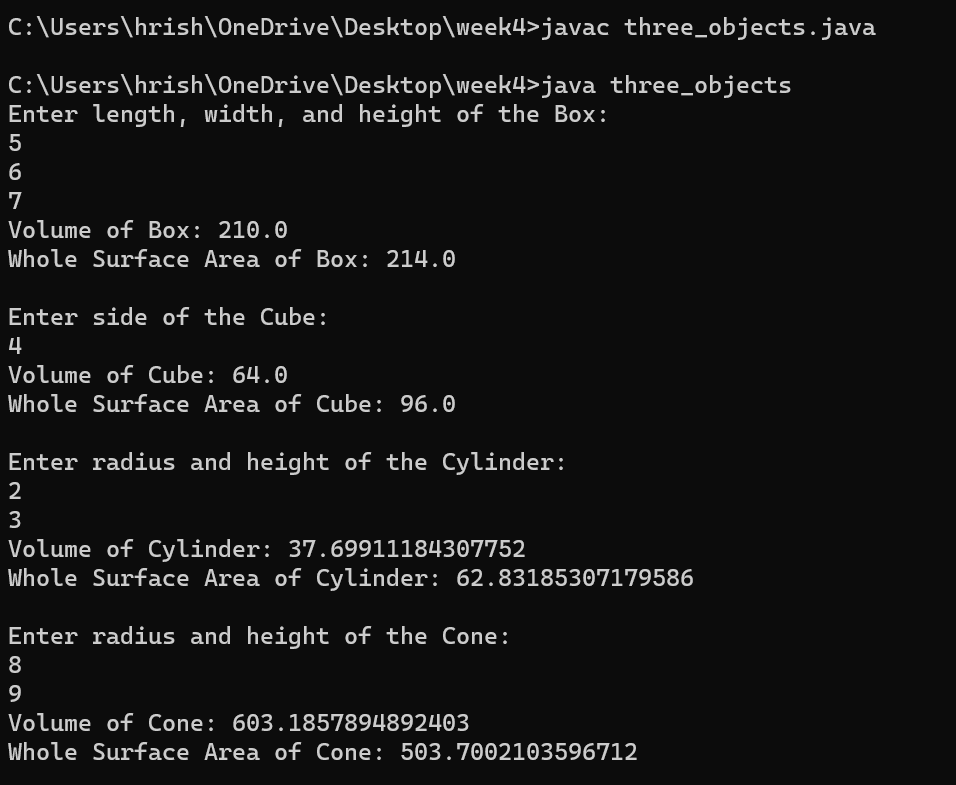 C:\Users\hrish\OneDrive\Desktop\week4>javac three_objects.java
C:\Users\hrish\OneDrive\Desktop\week4>java three_objects
Enter length, width, and height of the Box:
5
6
7
Volume of Box: 210.0
Whole Surface Area of Box: 214.0
Enter side of the Cube:
4
Volume of Cube: 64.0
Whole Surface Area of Cube: 96.0
Enter radius and height of the Cylinder:
2
3
Volume of Cylinder: 37.69911184307752
Whole Surface Area of Cylinder: 62.83185307179586
Enter radius and height of the Cone:
8
9
Volume of Cone: 603.1857894892403
Whole Surface Area of Cone: 503.7002103596712